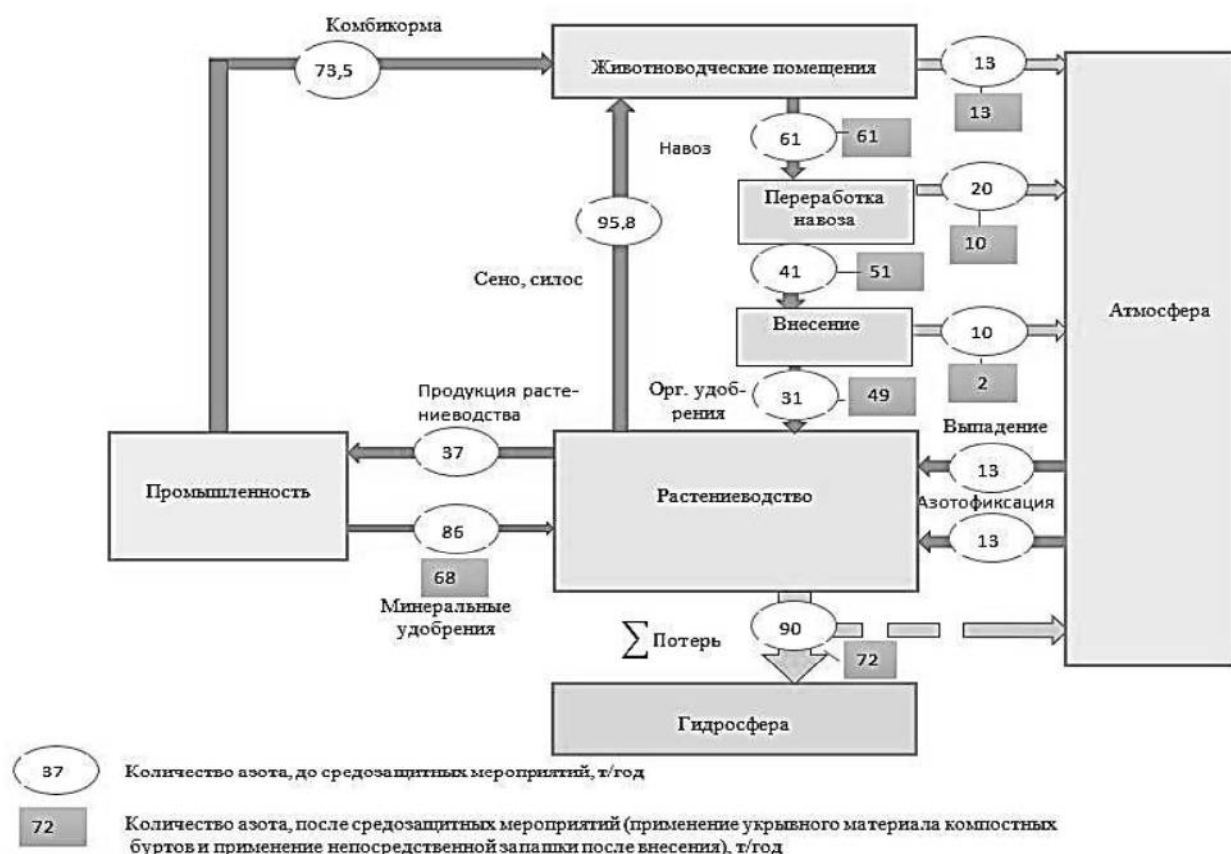 Комбикорма
73,5
Животноводческие помещения
13
13
Навоз
61
61
Переработка
навоза
20
10
95,8
41
51
Сено, силос
Атмосфера
Внесение
10
2
Продукция расте-
ниеводства
Орг. удоб-
рения
31
49
Выпадение
37
13
Промышленность
Растениеводство
Азотофиксация
86
13
68
Минеральные
удобрения
∑ Потерь
90
72
Гидросфера
37
Количество азота, до средозащитных мероприятий, т/год
72
Количество азота, после средозащитных мероприятий (применение укрывного материала компостных
буртов и применение непосредственной запашки после внесения), т/год